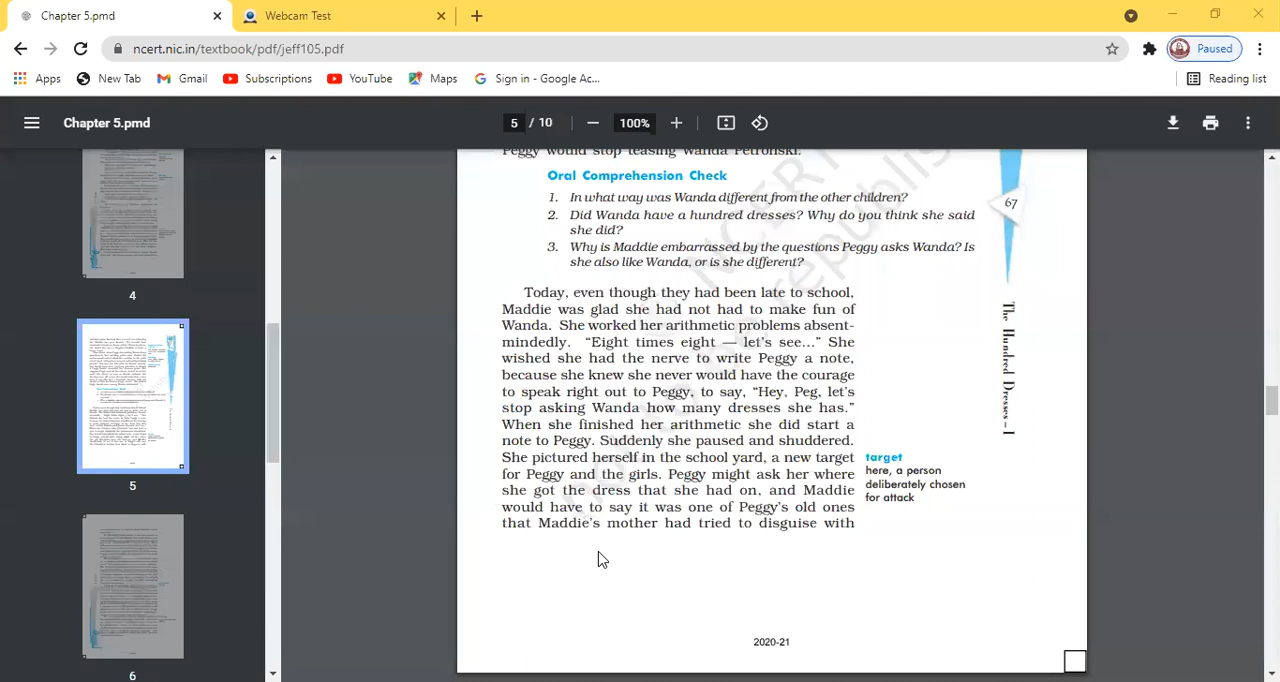 Chapter 5.pmd
Webcam Test
ncert.nic.in/textbook/pdf/jeff105.pdf
Paused
Apps
New Tab
Gmail
Subscriptions
YouTube
Maps
Sign in - Google Ac...
Reading list
Chapter 5.pmd
5 / 10
100%
4
5
6
Peggy would stop teasing Wanda Petronski.
Oral Comprehension Check
1. In what way was Wanda different from the other children?
2. Did Wanda have a hundred dresses? Why do you think she said
she did?
3. Why is Maddie embarrassed by the questions Peggy asks Wanda? Is
she also like Wanda, or is she different?
67
Today, even though they had been late to school,
Maddie was glad she had not had to make fun of
Wanda. She worked her arithmetic problems absent-
mindedly. “Eight times eight — let’s see...” She
wished she had the nerve to write Peggy a note,
because she knew she never would have the courage
to speak right out to Peggy, to say, “Hey, Peg, let’s
stop asking Wanda how many dresses she has.”
When she finished her arithmetic she did start a
note to Peggy. Suddenly she paused and shuddered.
She pictured herself in the school yard, a new target
for Peggy and the girls. Peggy might ask her where
she got the dress that she had on, and Maddie
would have to say it was one of Peggy’s old ones
that Maddie’s mother had tried to disguise with
The Hundred Dresses – I
target
here, a person
deliberately chosen
for attack
2020-21